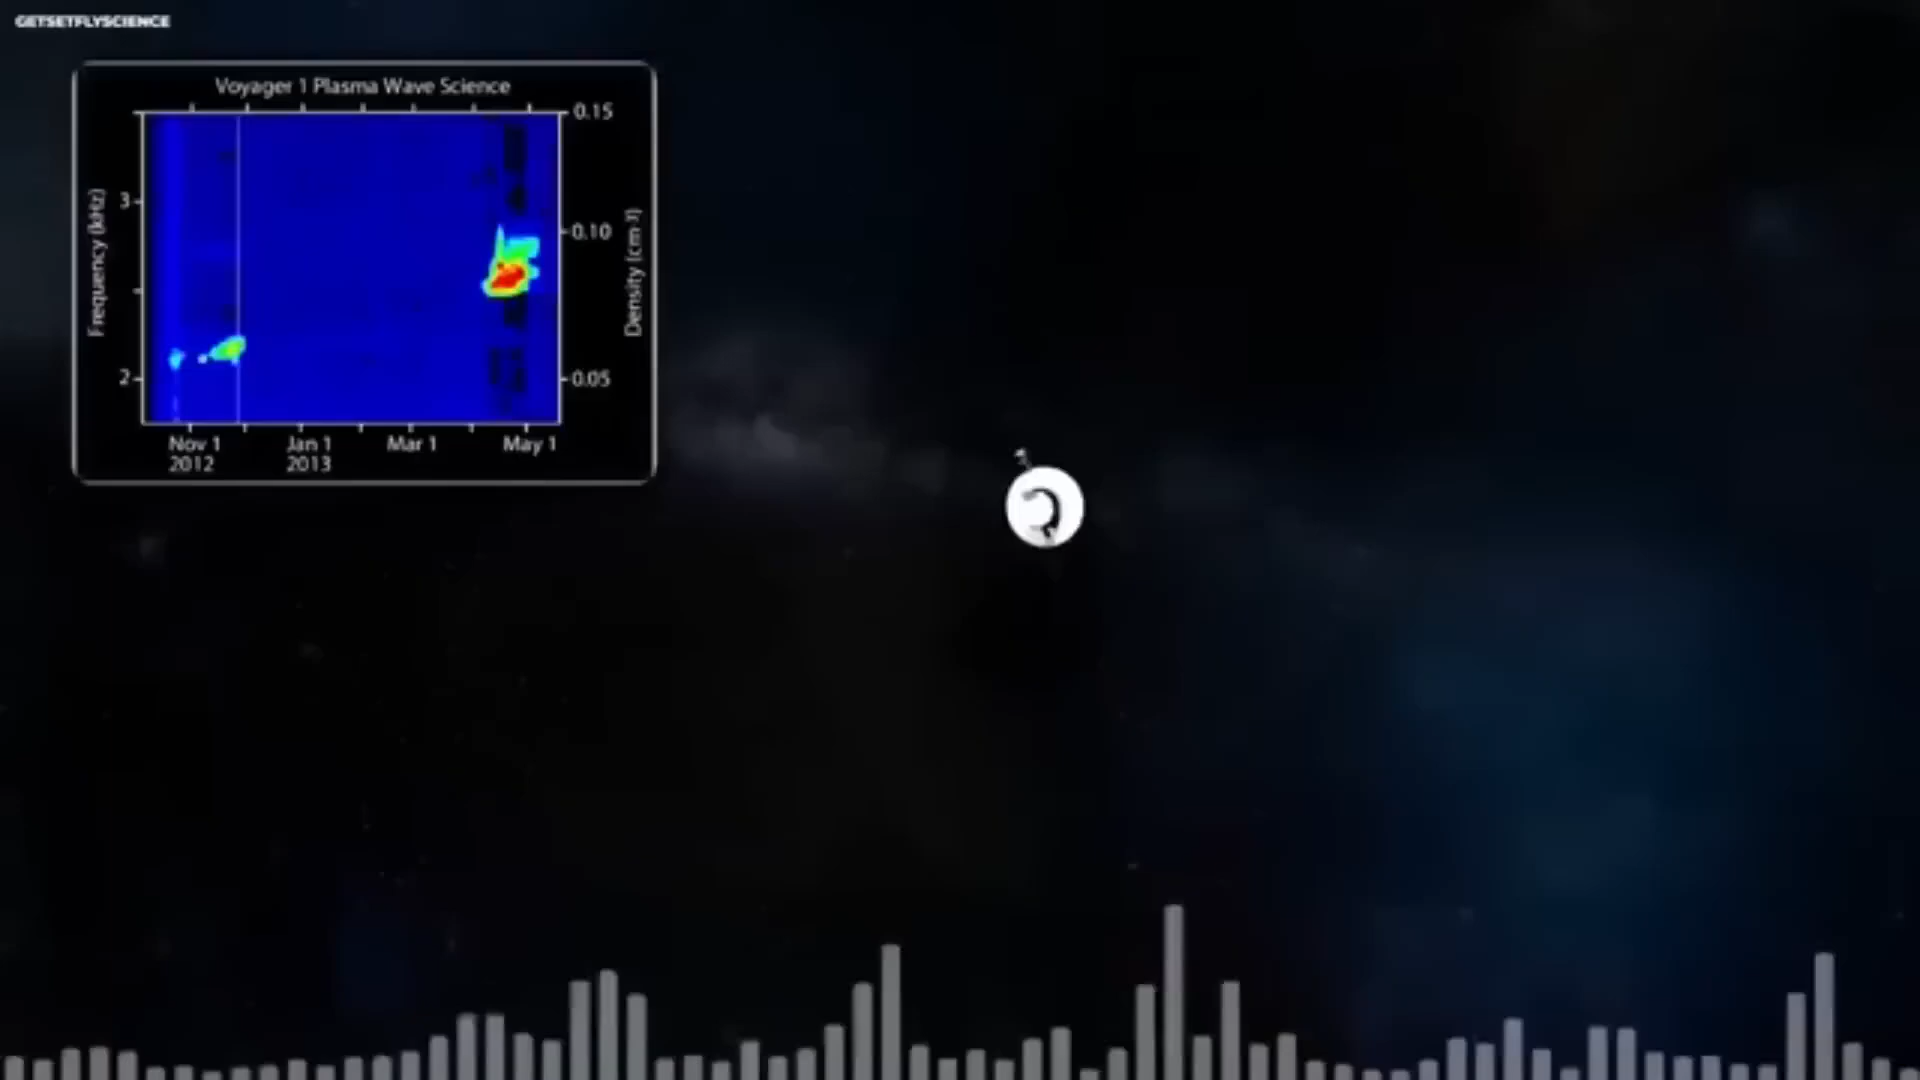 GETSETFLYSCIENCE
Voyager 1 Plasma Wave Science
Frequency (kHz)
3
2
0.15
0.10
0.05
Density (cm-3)
Nov 1
2012
Jan 1
2013
Mar 1
May 1